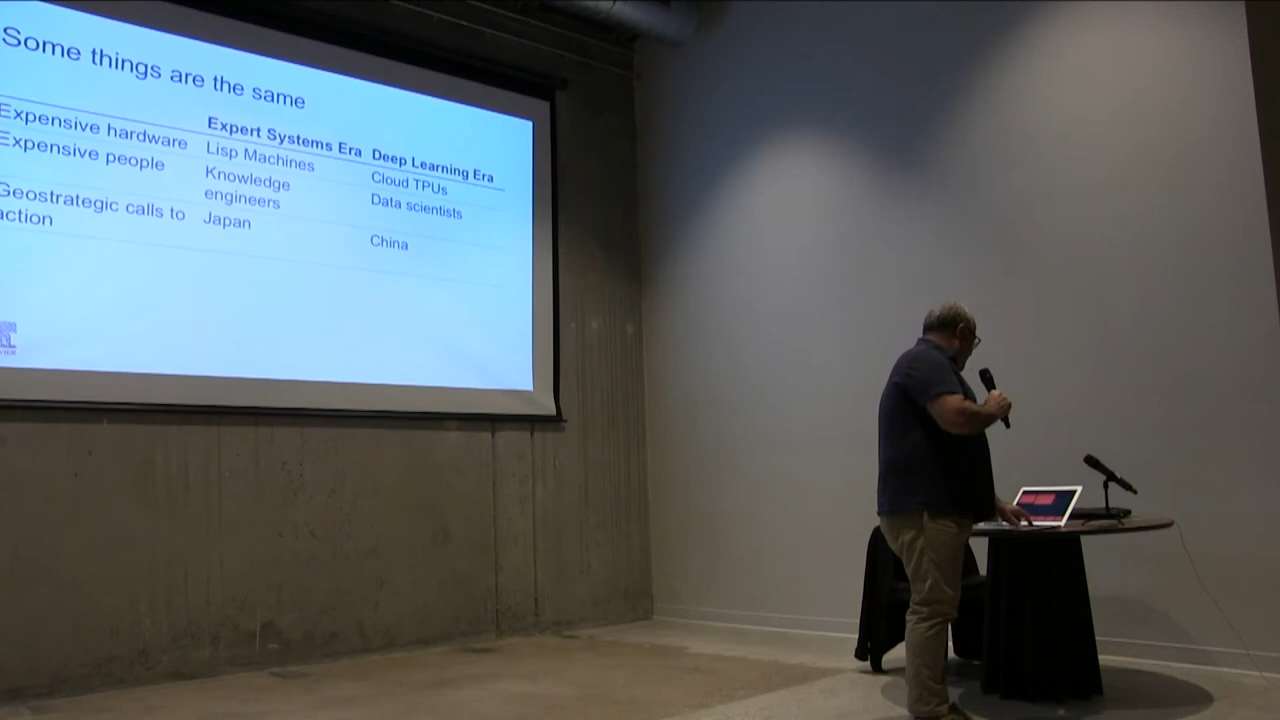 Some things are the same
Expert Systems Era Deep Learning Era
Expensive hardware Lisp Machines Cloud TPUs
Expensive people Knowledge engineers Data scientists
Geostrategic calls to action Japan China